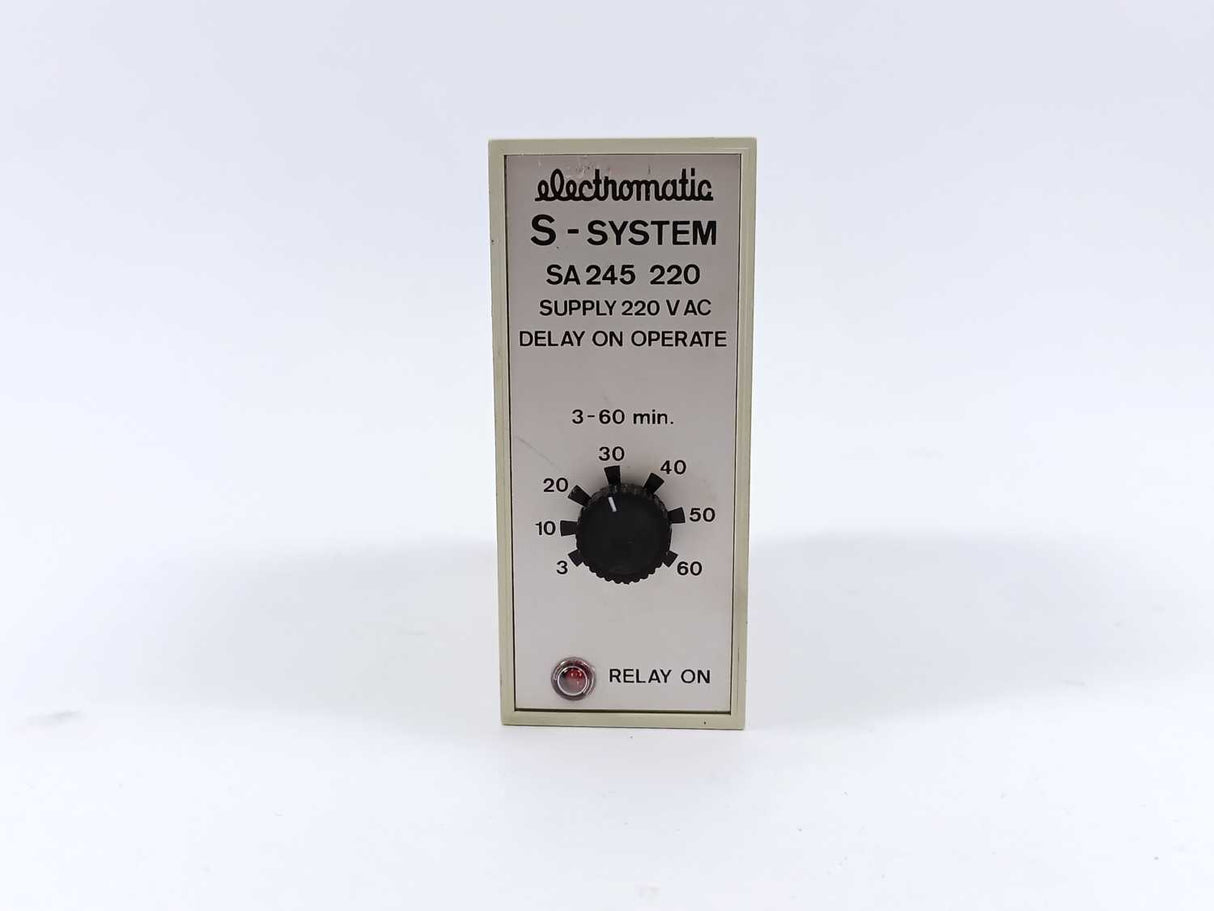 electromatic
S - SYSTEM
SA 245 220
SUPPLY 220 V AC
DELAY ON OPERATE
3-60 min.
30
40
20
50
10
3
60
RELAY ON